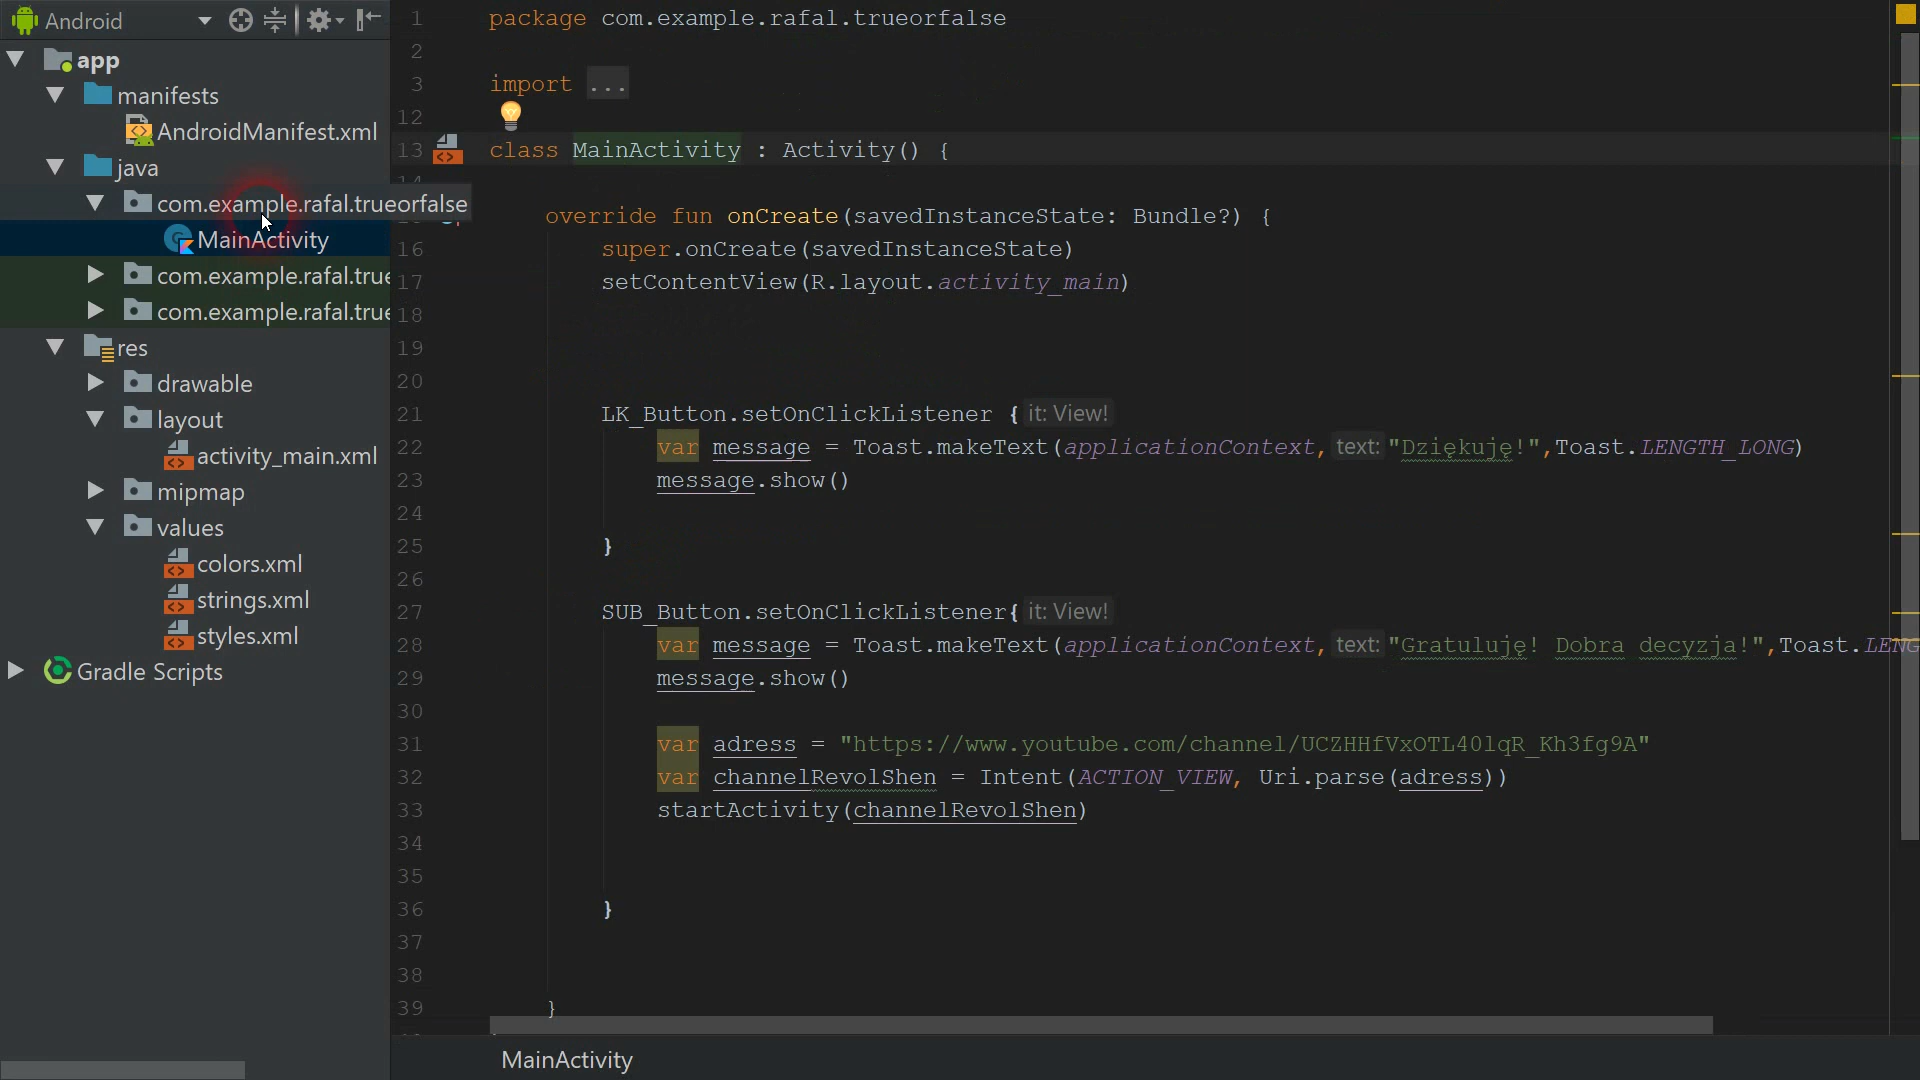 Android
app
manifests
AndroidManifest.xml
java
com.example.rafal.trueorfalse
MainActivity
com.example.rafal.true
com.example.rafal.true
res
drawable
layout
activity_main.xml
mipmap
values
colors.xml
strings.xml
styles.xml
Gradle Scripts
1 package com.example.rafal.trueorfalse
2
3 import ...
12
13 class MainActivity : Activity() {
14
override fun onCreate(savedInstanceState: Bundle?) {
16 super.onCreate(savedInstanceState)
17 setContentView(R.layout.activity_main)
18
19
20
21 LK_Button.setOnClickListener { it: View!
22 var message = Toast.makeText(applicationContext, text: "Dziękuję!",Toast.LENGTH_LONG)
23 message.show()
24
25 }
26
27 SUB_Button.setOnClickListener{ it: View!
28 var message = Toast.makeText(applicationContext, text: "Gratuluję! Dobra decyzja!",Toast.LENG
29 message.show()
30
31 var adress = "https://www.youtube.com/channel/UCZHHfVxOTL40lqR_Kh3fg9A"
32 var channelRevolShen = Intent(ACTION_VIEW, Uri.parse(adress))
33 startActivity(channelRevolShen)
34
35
36 }
37
38
39 }
MainActivity